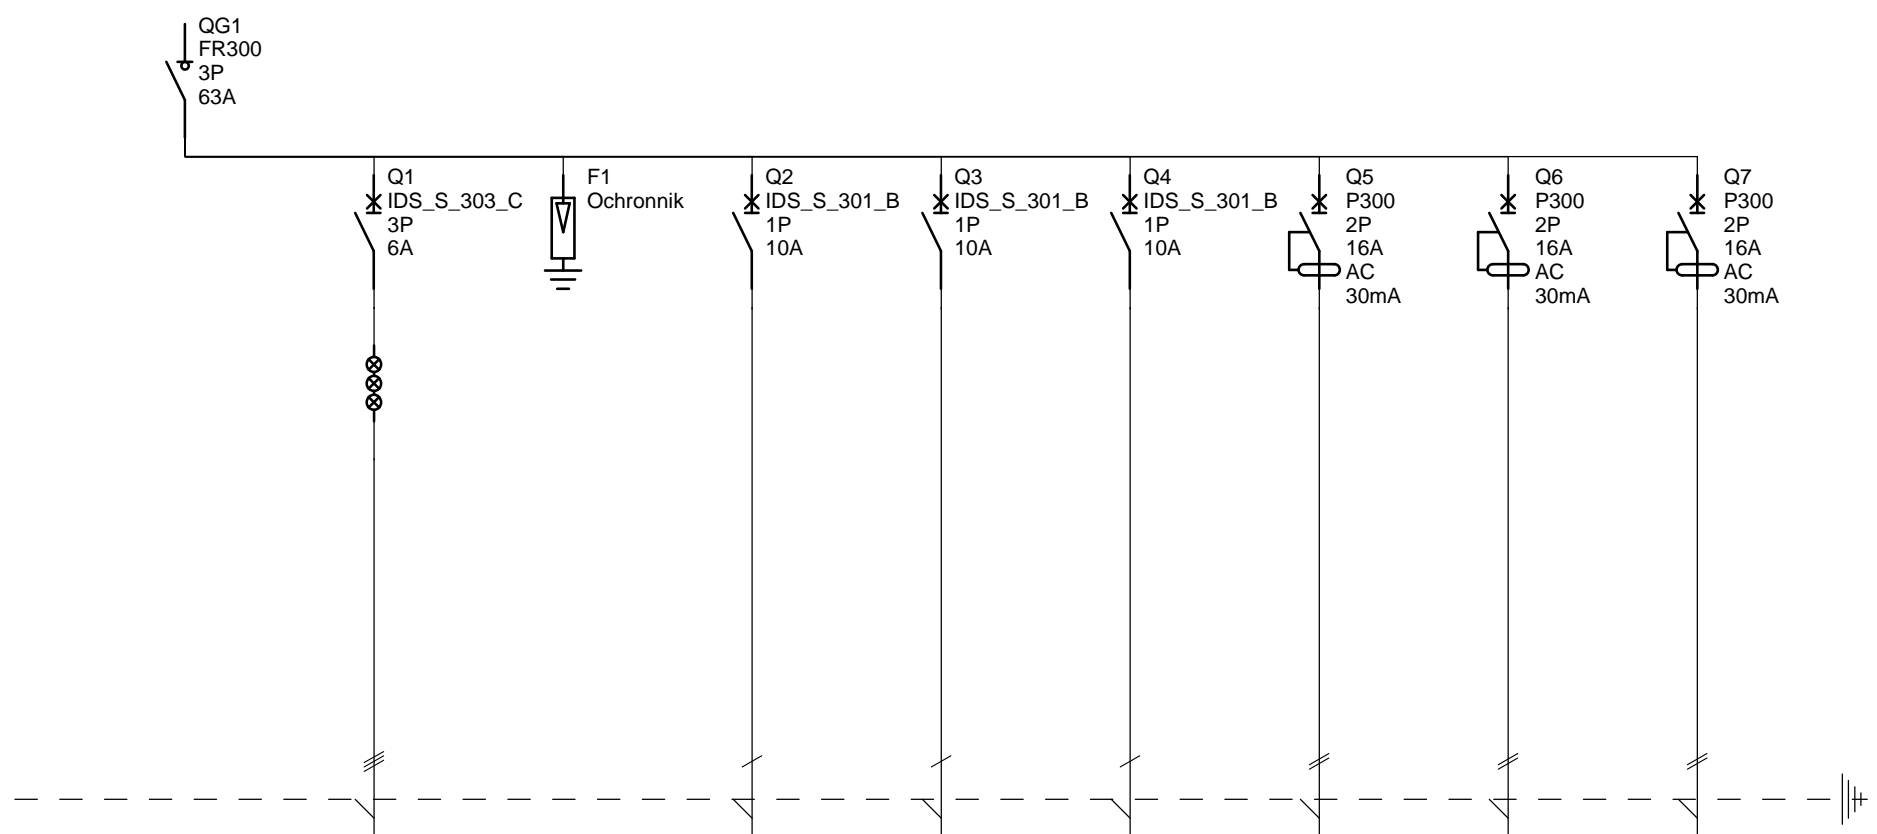 QG1
FR300
3P
63A
Q1
IDS_S_303_C
3P
6A
F1
Ochronnik
Q2
IDS_S_301_B
1P
10A
Q3
IDS_S_301_B
1P
10A
Q4
IDS_S_301_B
1P
10A
Q5
P300
2P
16A
AC
30mA
Q6
P300
2P
16A
AC
30mA
Q7
P300
2P
16A
AC
30mA